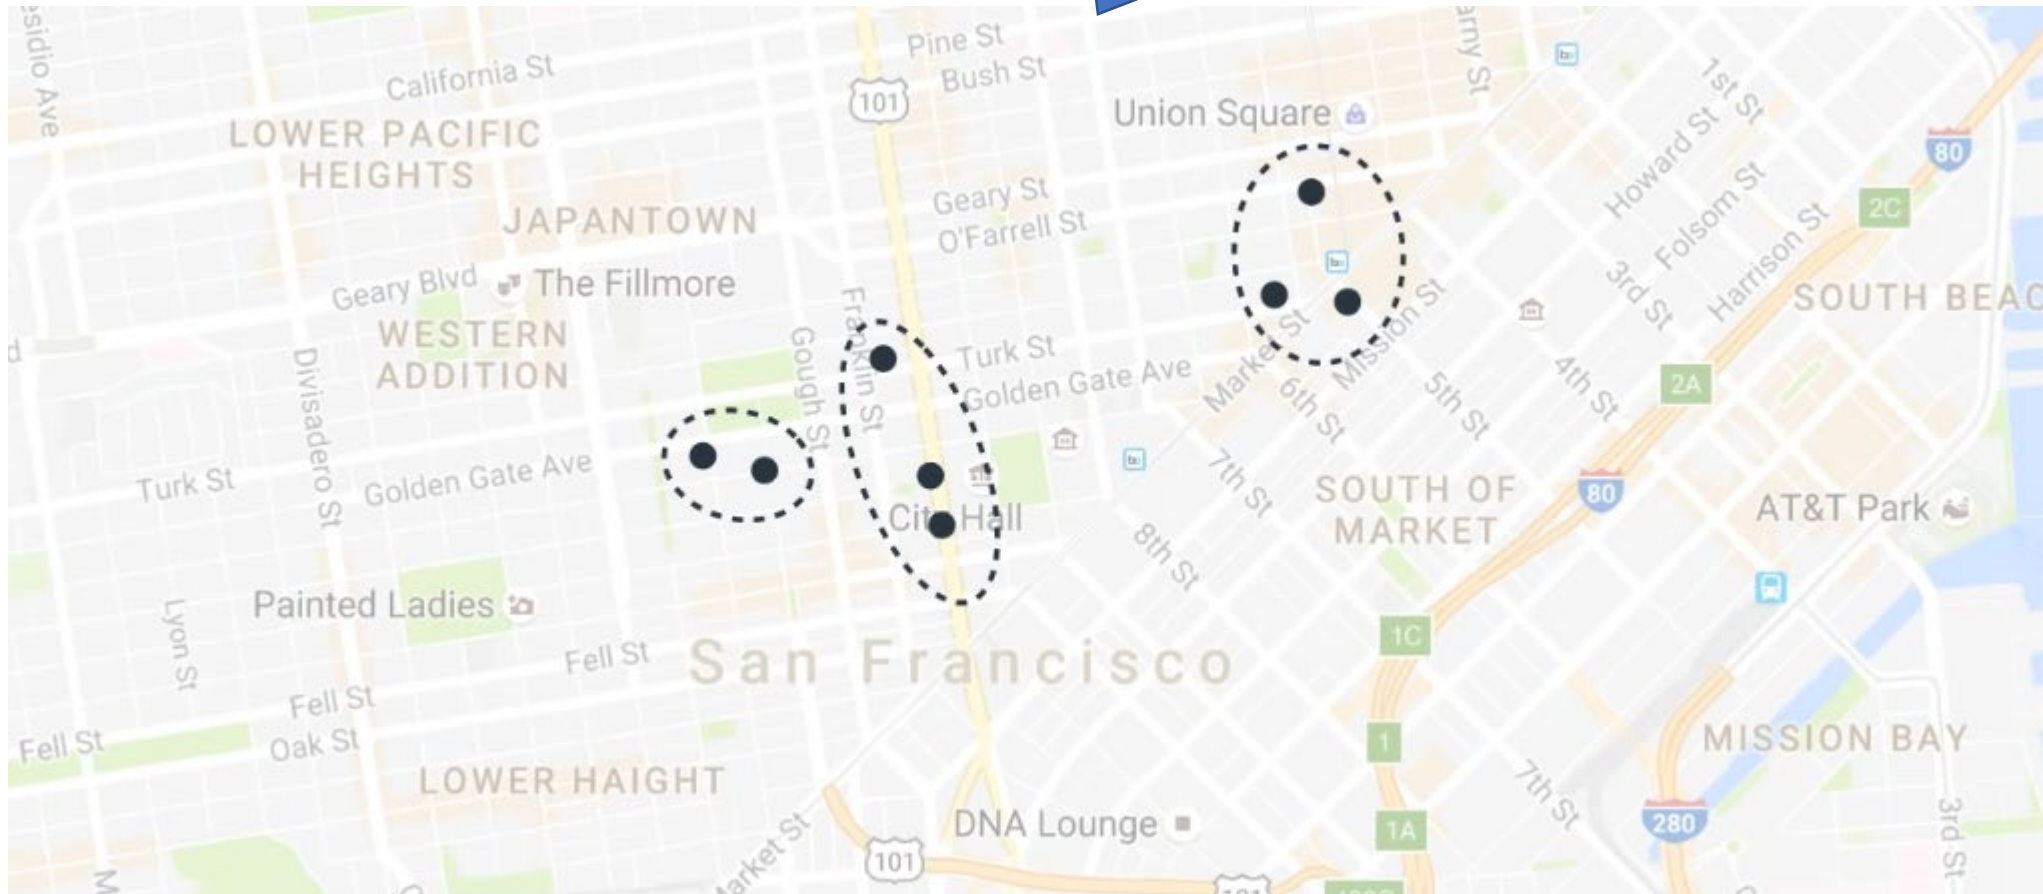 Pine St
Bush St
California St
101
Union Square
1st St
LOWER PACIFIC
HEIGHTS
Howard St
80
Folsom St
Geary St
O'Farrell St
JAPANTOWN
2C
Harrison St
Geary Blvd
The Fillmore
3rd St
SOUTH BEAC
WESTERN
ADDITION
Franklin St
Gough St
Turk St
Golden Gate Ave
Market St
Mission St
6th St
5th St
4th St
2A
Divisadero St
Turk St
Golden Gate Ave
7th St
City Hall
8th St
SOUTH OF
MARKET
80
AT&T Park
Painted Ladies
Lyon St
San Francisco
1C
Fell St
Fell St
Fell St
Oak St
1
MISSION BAY
LOWER HAIGHT
7th St
DNA Lounge
1A
280
3rd St
101